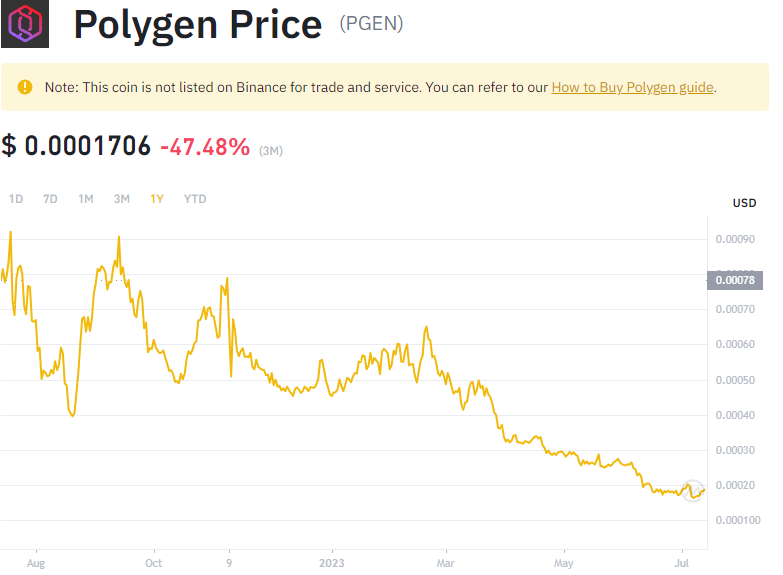 Polygen Price (PGEN)
Note: This coin is not listed on Binance for trade and service. You can refer to our How to Buy Polygen guide.
$ 0.0001706 -47.48% (3M)
1D 7D 1M 3M 1Y YTD
USD
0.00090
0.00078
0.00070
0.00060
0.00050
0.00040
0.00030
0.00020
0.000100
Aug Oct 9 2023 Mar May Jul